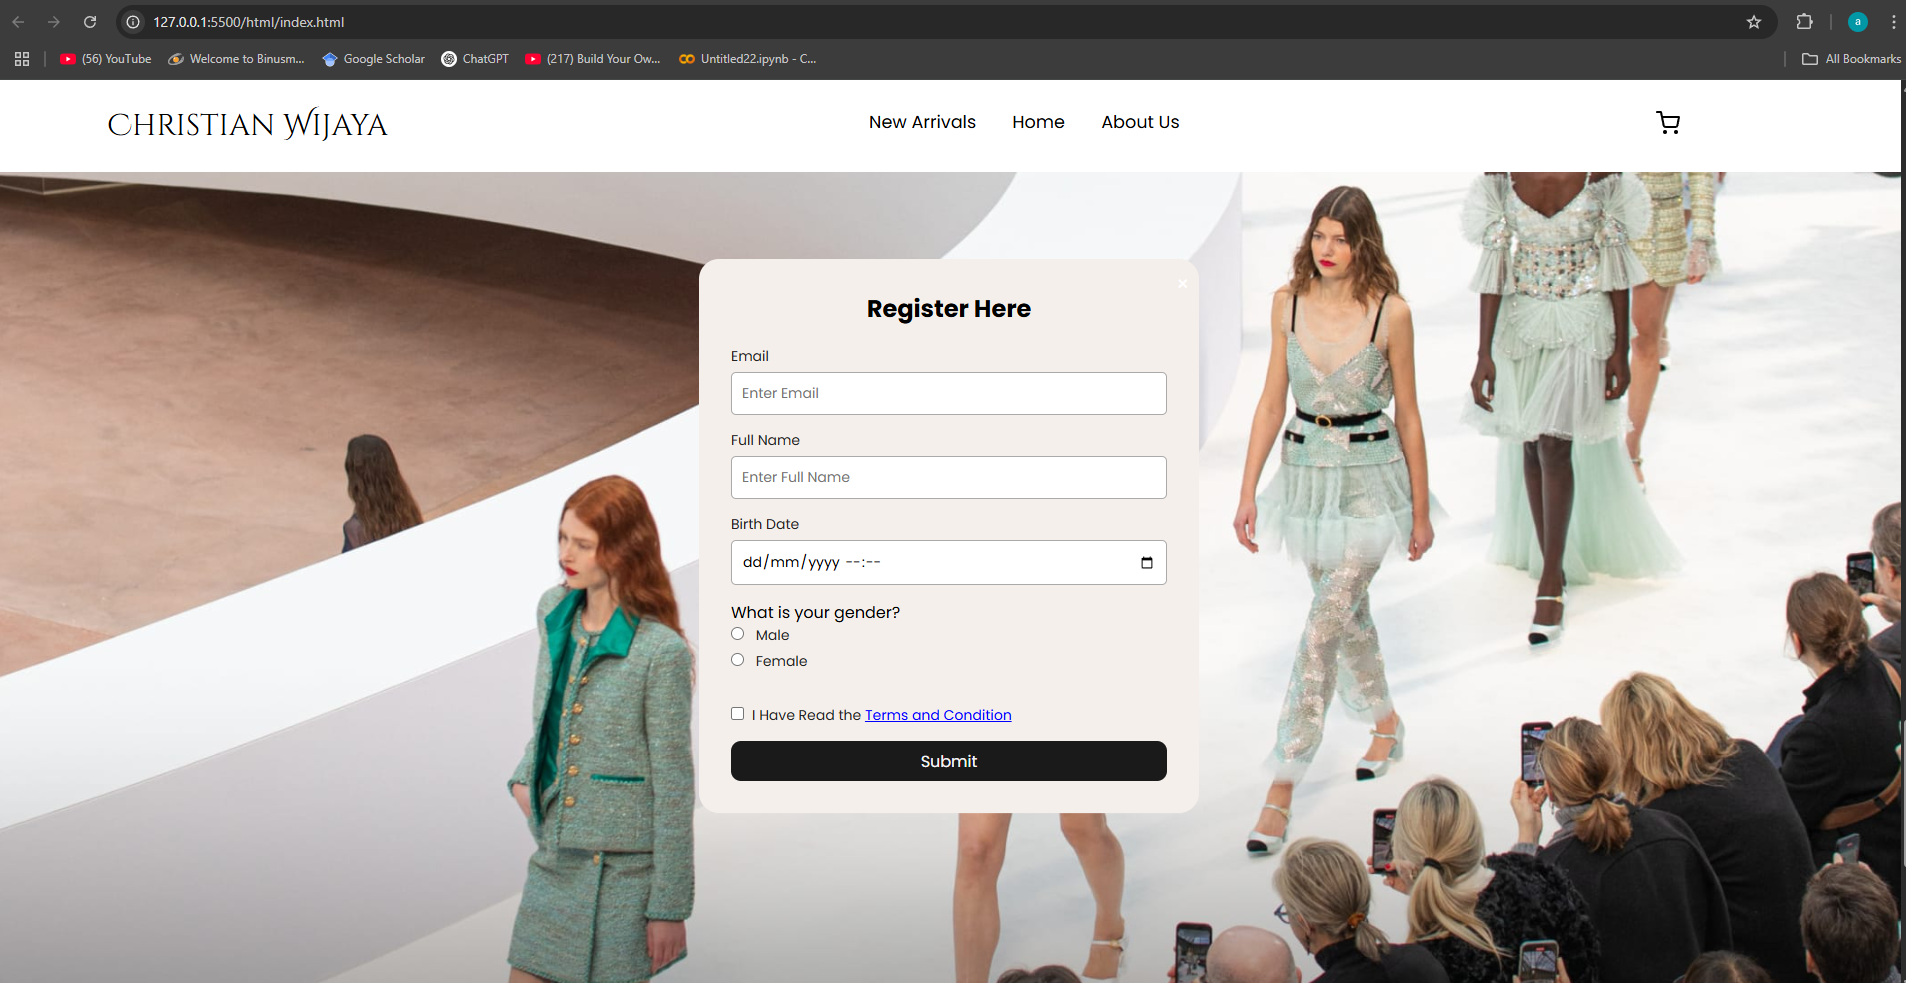 127.0.0.1:5500/html/index.html
a
(56) YouTube
Welcome to Binusm...
Google Scholar
ChatGPT
(217) Build Your Ow...
Untitled22.ipynb - C...
All Bookmarks
CHRISTIAN WIJAYA
New Arrivals
Home
About Us
×
Register Here
Email
Enter Email
Full Name
Enter Full Name
Birth Date
dd/mm/yyyy --:--
What is your gender?
Male
Female
I Have Read the Terms and Condition
Submit